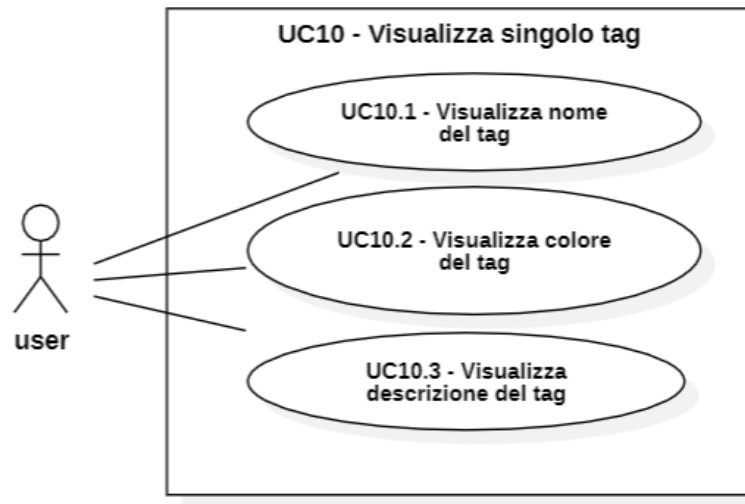 UC10 - Visualizza singolo tag
UC10.1 - Visualizza nome
del tag
UC10.2 - Visualizza colore
del tag
user
UC10.3 - Visualizza
descrizione del tag